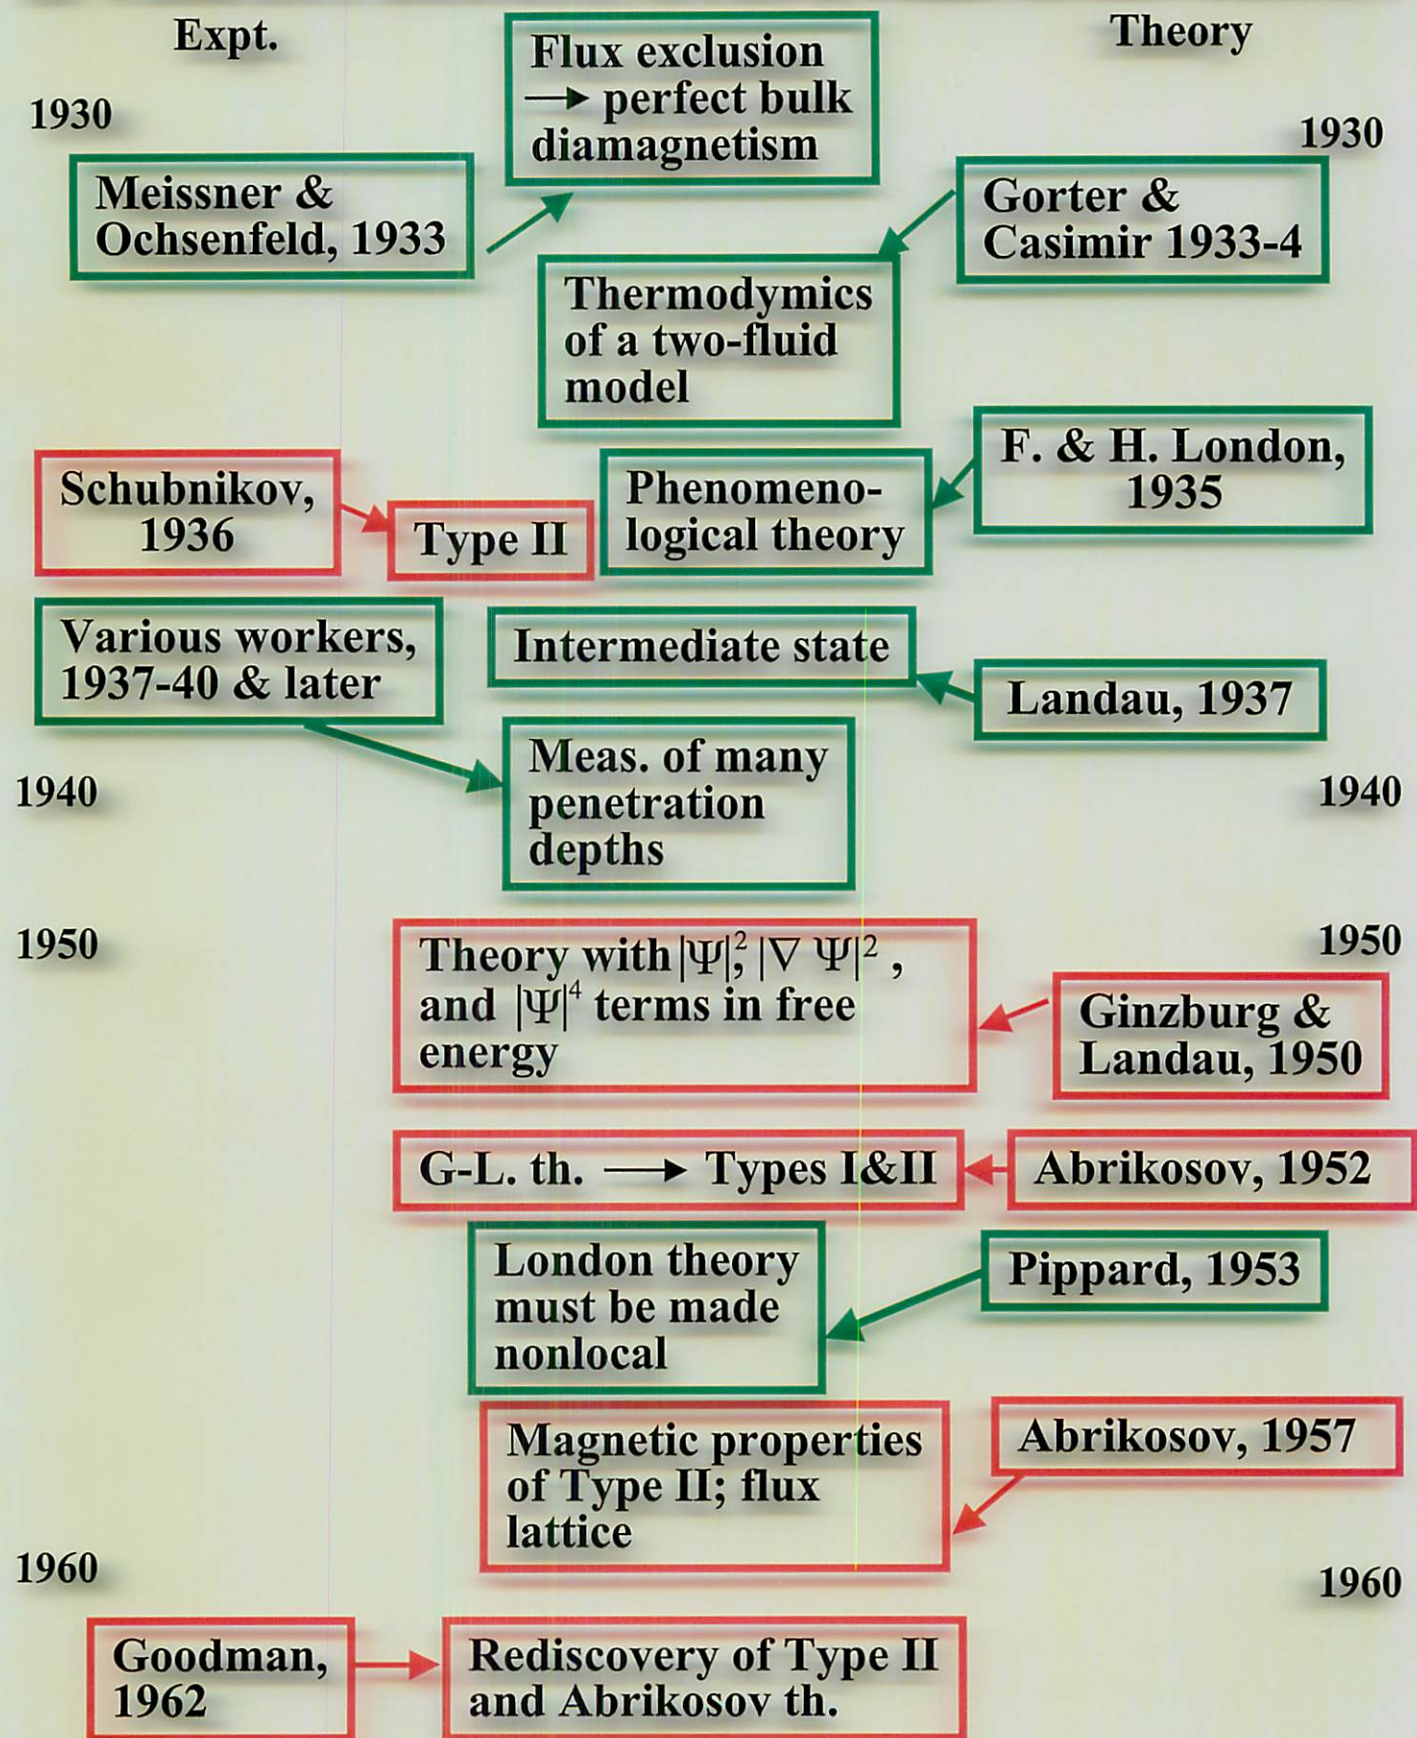 Expt.
Theory
Flux exclusion
→ perfect bulk
diamagnetism
1930
1930
Meissner &
Ochsenfeld, 1933
Gorter &
Casimir 1933-4
Thermodymics
of a two-fluid
model
F. & H. London,
1935
Schubnikov,
1936
Type II
Phenomeno-
logical theory
Various workers,
1937-40 & later
Intermediate state
Landau, 1937
Meas. of many
penetration
depths
1940
1940
1950
1950
Theory with |Ψ|², |∇ Ψ|² ,
and |Ψ|⁴ terms in free
energy
Ginzburg &
Landau, 1950
G-L. th. → Types I&II
Abrikosov, 1952
London theory
must be made
nonlocal
Pippard, 1953
Magnetic properties
of Type II; flux
lattice
Abrikosov, 1957
1960
1960
Goodman,
1962
Rediscovery of Type II
and Abrikosov th.